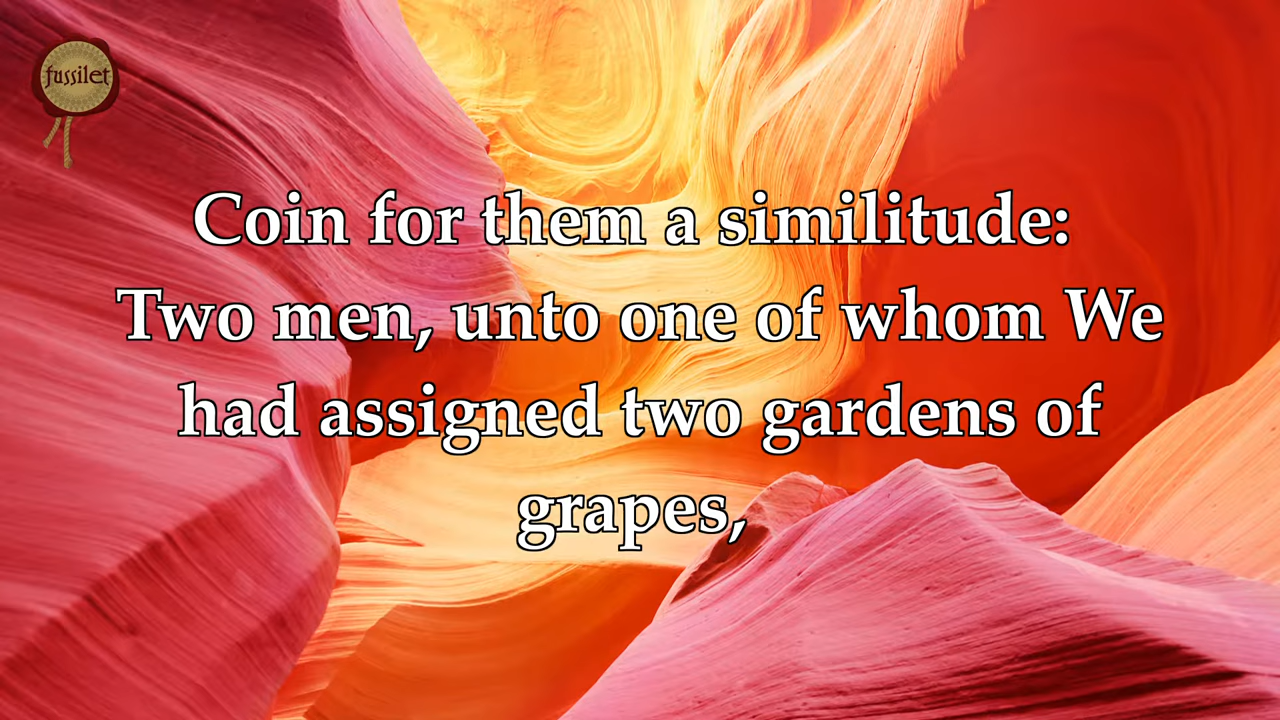 fussilet
Coin for them a similitude:
Two men, unto one of whom We
had assigned two gardens of
grapes,